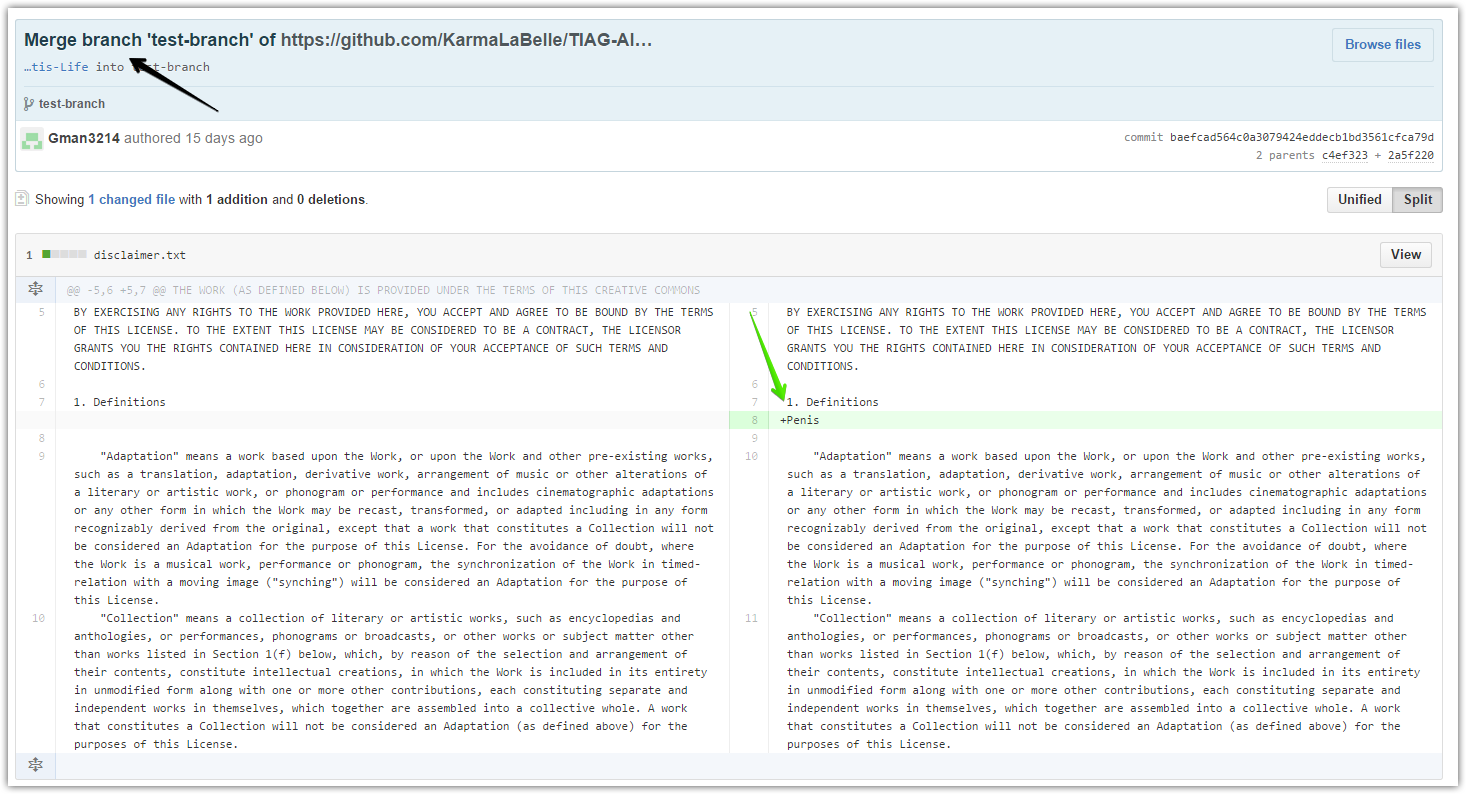 Merge branch 'test-branch' of https://github.com/KarmaLaBelle/TIAG-Al…
Browse files
…tis-Life into test-branch
test-branch
Gman3214 authored 15 days ago
commit baefcad564c0a3079424eddecb1bd3561cfca79d
2 parents c4ef323 + 2a5f220
Showing 1 changed file with 1 addition and 0 deletions.
Unified Split
1 disclaimer.txt
View
@@ -5,6 +5,7 @@ THE WORK (AS DEFINED BELOW) IS PROVIDED UNDER THE TERMS OF THIS CREATIVE COMMONS
5 BY EXERCISING ANY RIGHTS TO THE WORK PROVIDED HERE, YOU ACCEPT AND AGREE TO BE BOUND BY THE TERMS
OF THIS LICENSE. TO THE EXTENT THIS LICENSE MAY BE CONSIDERED TO BE A CONTRACT, THE LICENSOR
GRANTS YOU THE RIGHTS CONTAINED HERE IN CONSIDERATION OF YOUR ACCEPTANCE OF SUCH TERMS AND
CONDITIONS.
6
7 1. Definitions
8
9 "Adaptation" means a work based upon the Work, or upon the Work and other pre-existing works,
such as a translation, adaptation, derivative work, arrangement of music or other alterations of
a literary or artistic work, or phonogram or performance and includes cinematographic adaptations
or any other form in which the Work may be recast, transformed, or adapted including in any form
recognizably derived from the original, except that a work that constitutes a Collection will not
be considered an Adaptation for the purpose of this License. For the avoidance of doubt, where
the Work is a musical work, performance or phonogram, the synchronization of the Work in timed-
relation with a moving image ("synching") will be considered an Adaptation for the purpose of
this License.
10 "Collection" means a collection of literary or artistic works, such as encyclopedias and
anthologies, or performances, phonograms or broadcasts, or other works or subject matter other
than works listed in Section 1(f) below, which, by reason of the selection and arrangement of
their contents, constitute intellectual creations, in which the Work is included in its entirety
in unmodified form along with one or more other contributions, each constituting separate and
independent works in themselves, which together are assembled into a collective whole. A work
that constitutes a Collection will not be considered an Adaptation (as defined above) for the
purposes of this License.
5 BY EXERCISING ANY RIGHTS TO THE WORK PROVIDED HERE, YOU ACCEPT AND AGREE TO BE BOUND BY THE TERMS
OF THIS LICENSE. TO THE EXTENT THIS LICENSE MAY BE CONSIDERED TO BE A CONTRACT, THE LICENSOR
GRANTS YOU THE RIGHTS CONTAINED HERE IN CONSIDERATION OF YOUR ACCEPTANCE OF SUCH TERMS AND
CONDITIONS.
6
7 1. Definitions
8 +Penis
9
10 "Adaptation" means a work based upon the Work, or upon the Work and other pre-existing works,
such as a translation, adaptation, derivative work, arrangement of music or other alterations of
a literary or artistic work, or phonogram or performance and includes cinematographic adaptations
or any other form in which the Work may be recast, transformed, or adapted including in any form
recognizably derived from the original, except that a work that constitutes a Collection will not
be considered an Adaptation for the purpose of this License. For the avoidance of doubt, where
the Work is a musical work, performance or phonogram, the synchronization of the Work in timed-
relation with a moving image ("synching") will be considered an Adaptation for the purpose of
this License.
11 "Collection" means a collection of literary or artistic works, such as encyclopedias and
anthologies, or performances, phonograms or broadcasts, or other works or subject matter other
than works listed in Section 1(f) below, which, by reason of the selection and arrangement of
their contents, constitute intellectual creations, in which the Work is included in its entirety
in unmodified form along with one or more other contributions, each constituting separate and
independent works in themselves, which together are assembled into a collective whole. A work
that constitutes a Collection will not be considered an Adaptation (as defined above) for the
purposes of this License.